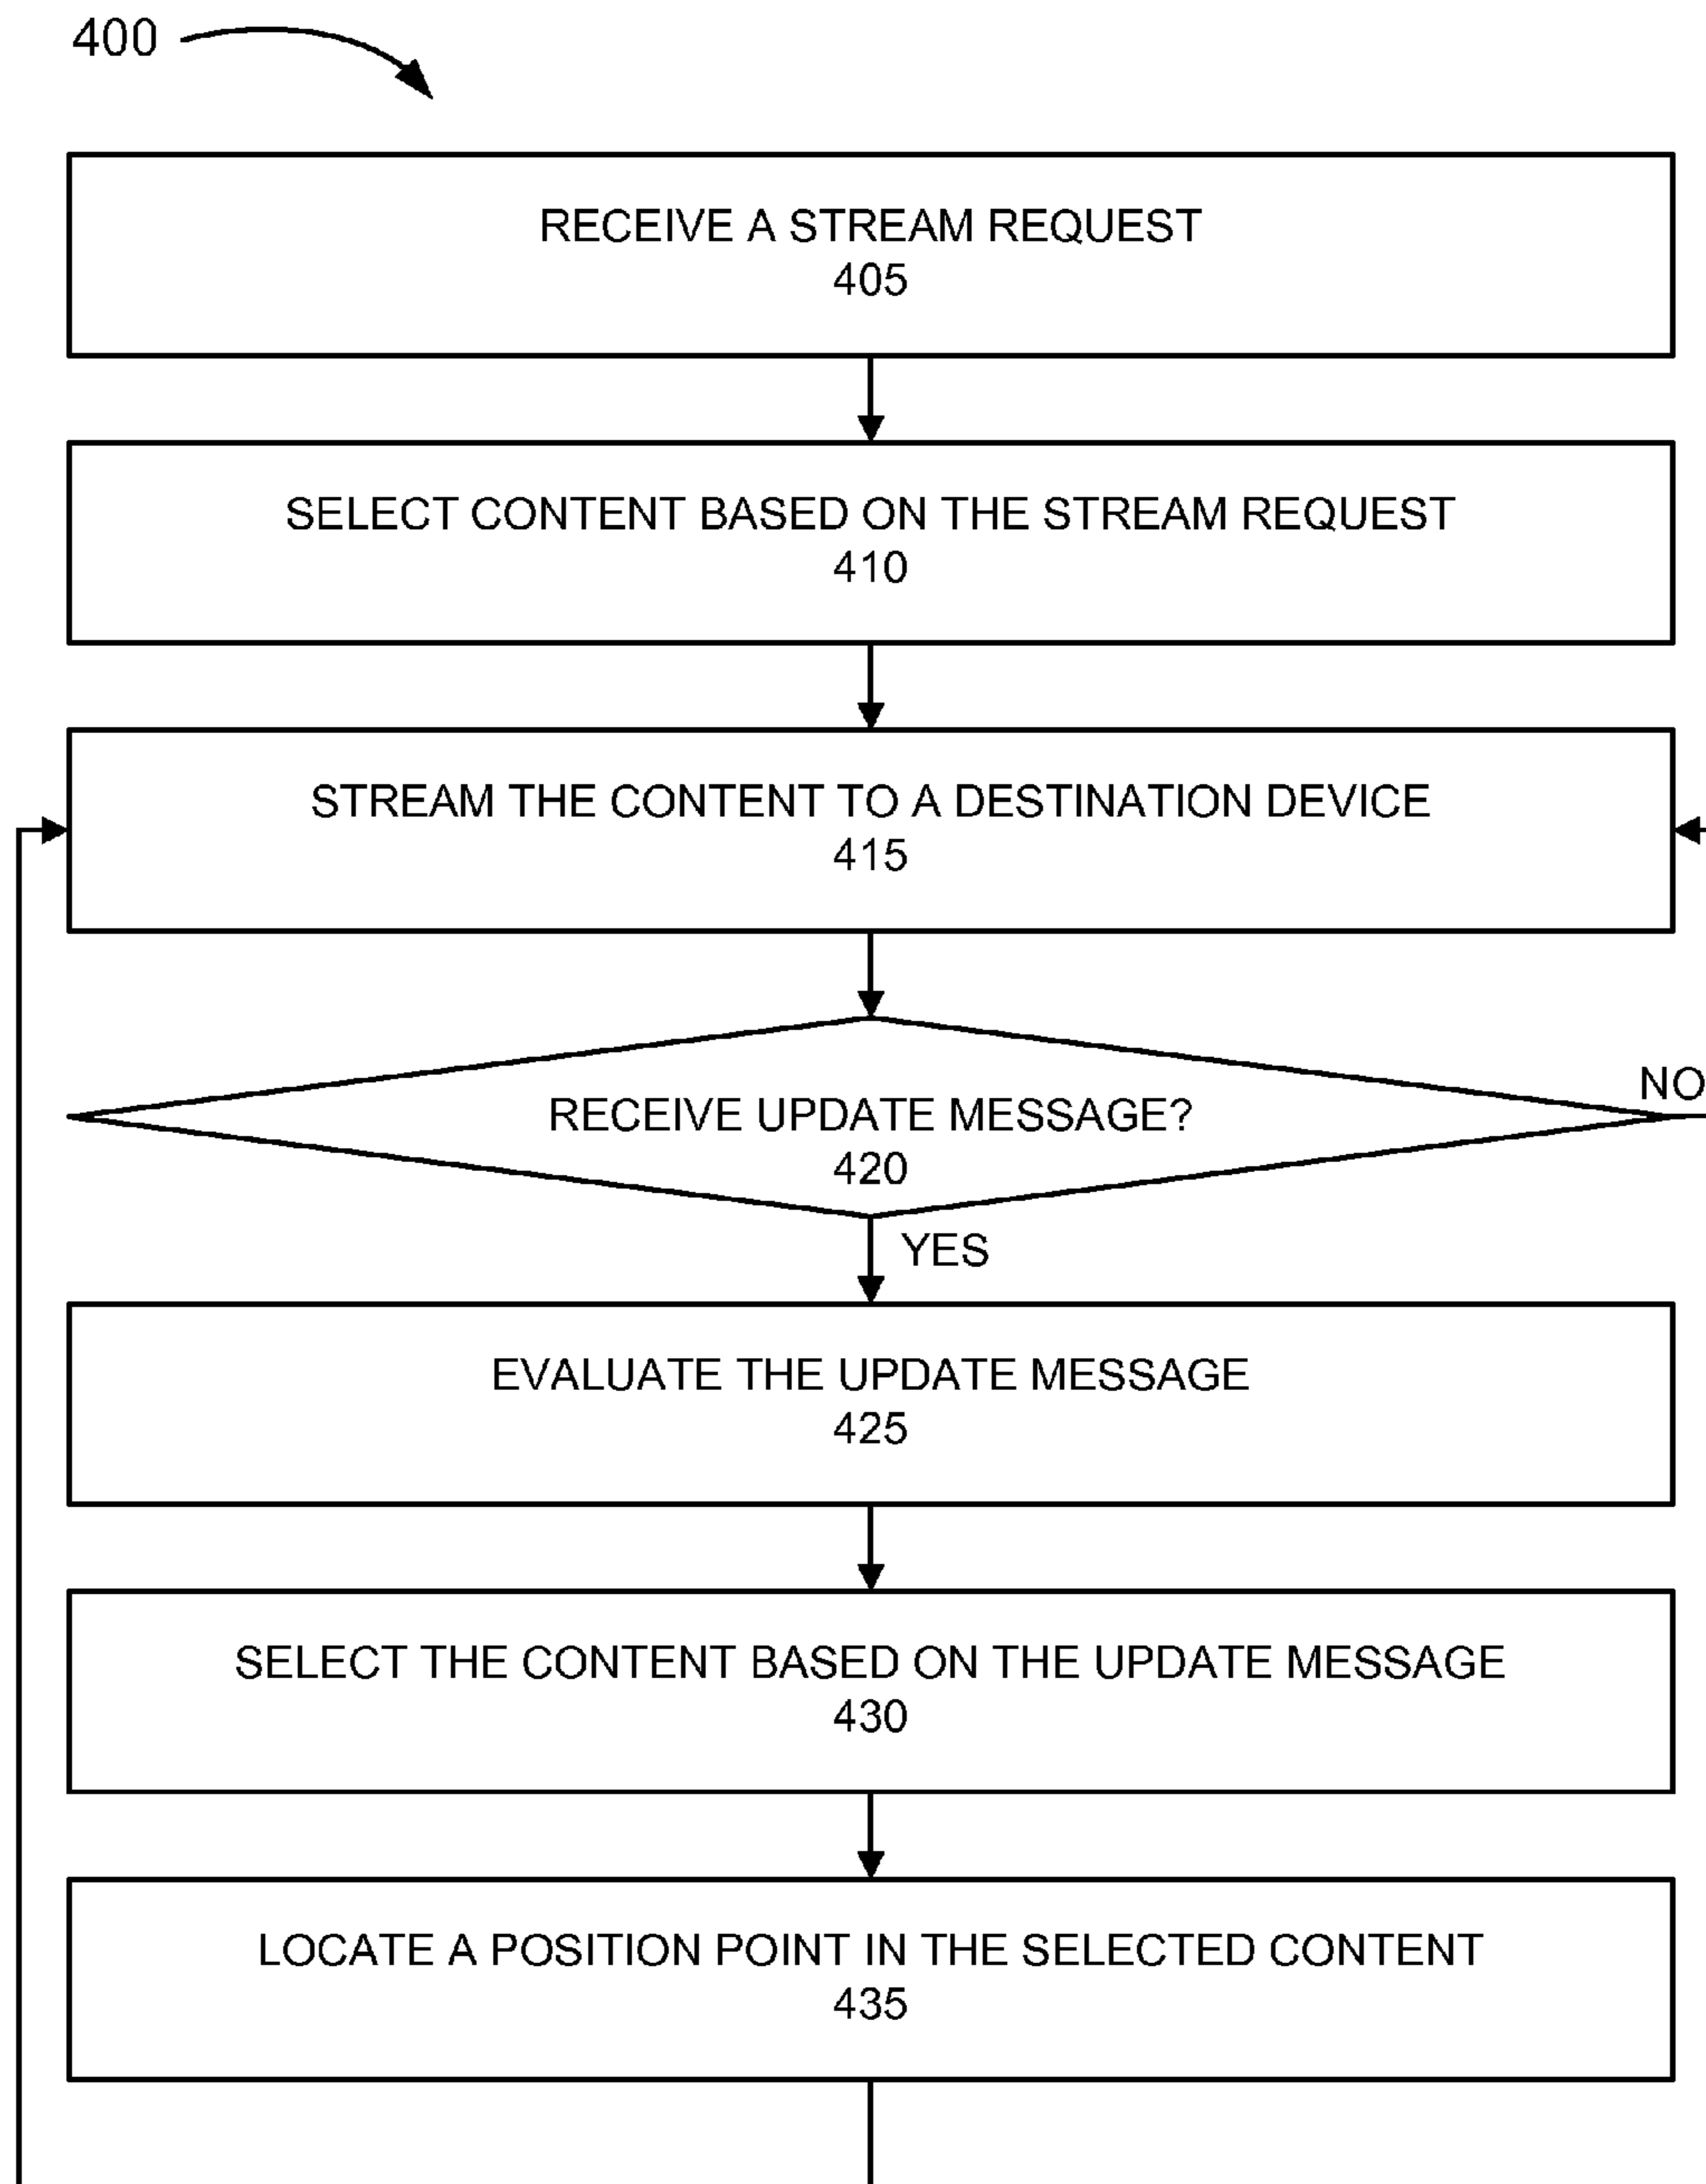 400
RECEIVE A STREAM REQUEST
405
SELECT CONTENT BASED ON THE STREAM REQUEST
410
STREAM THE CONTENT TO A DESTINATION DEVICE
415
NO
RECEIVE UPDATE MESSAGE?
420
YES
EVALUATE THE UPDATE MESSAGE
425
SELECT THE CONTENT BASED ON THE UPDATE MESSAGE
430
LOCATE A POSITION POINT IN THE SELECTED CONTENT
435